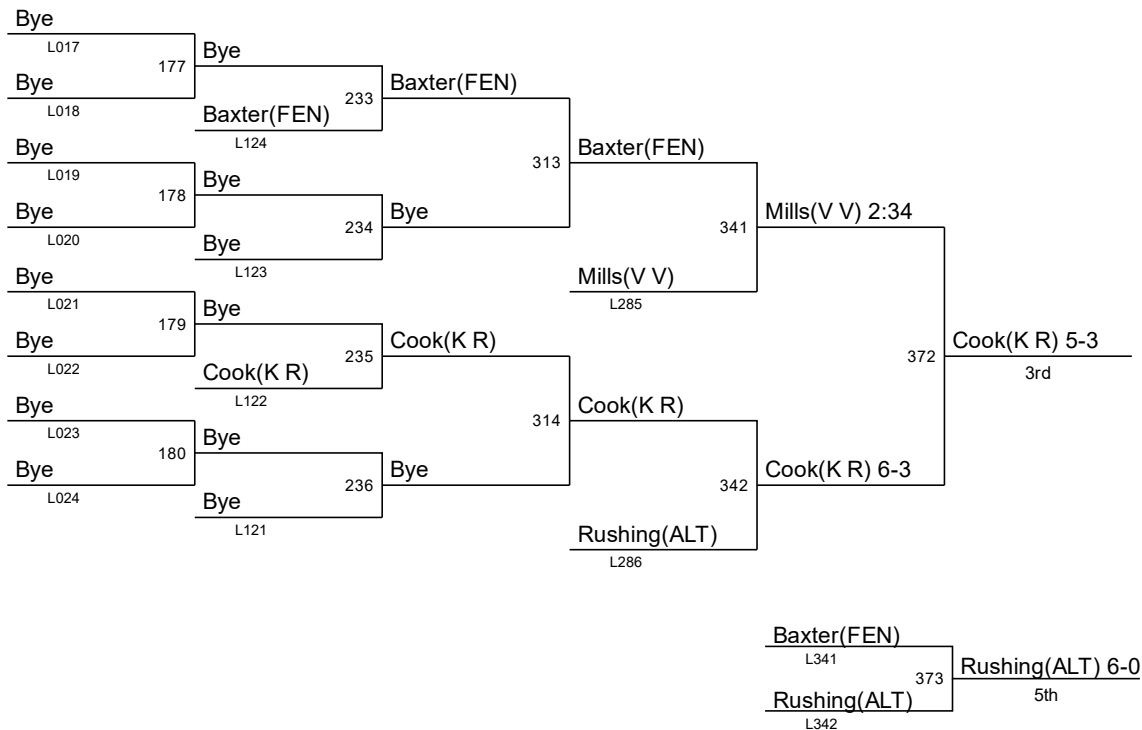 Bye
L017
177
Bye
L018
Bye
233
Baxter(FEN)
L124
Baxter(FEN)
Bye
L019
178
Bye
L020
Bye
234
Bye
L123
Bye
313
Baxter(FEN)
341
Mills(V V)
L285
Mills(V V) 2:34
Bye
L021
179
Bye
L022
Bye
235
Cook(K R)
L122
Cook(K R)
Bye
L023
180
Bye
L024
Bye
236
Bye
L121
Bye
314
Cook(K R)
342
Rushing(ALT)
L286
Cook(K R) 6-3
372
Cook(K R) 5-3
3rd
Baxter(FEN)
L341
373
Rushing(ALT)
L342
Rushing(ALT) 6-0
5th